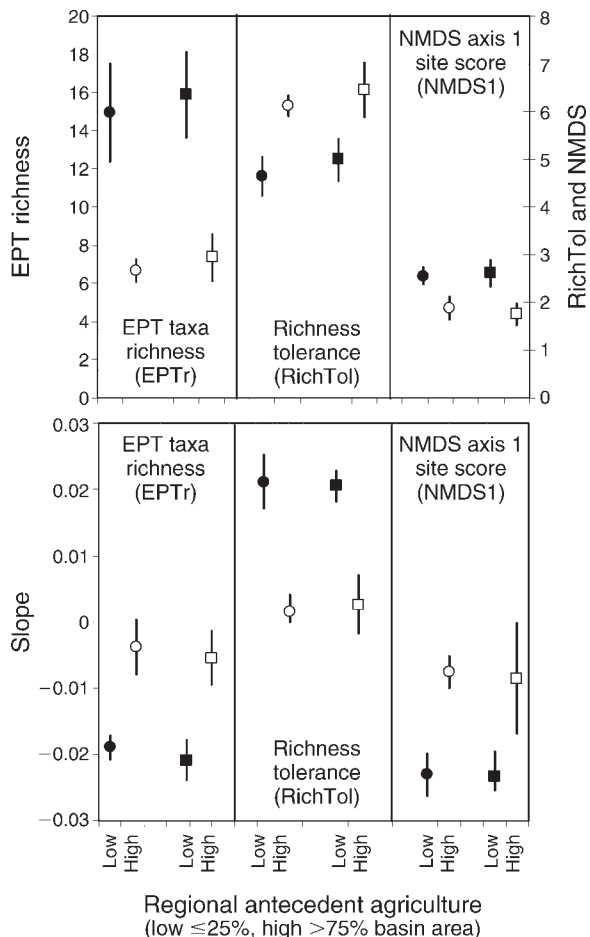 20
18
16
14
12
10
8
6
4
2
0
EPT richness
EPT taxa
richness
(EPTr)
Richness
tolerance
(RichTol)
NMDS axis 1
site score
(NMDS1)
8
7
6
5
4
3
2
1
0
RichTol and NMDS
0.03
0.02
0.01
0
−0.01
−0.02
−0.03
Slope
EPT taxa
richness
(EPTr)
Richness
tolerance
(RichTol)
NMDS axis 1
site score
(NMDS1)
Low
High
Low
High
Low
High
Low
High
Low
High
Low
High
Regional antecedent agriculture
(low ≤25%, high >75% basin area)